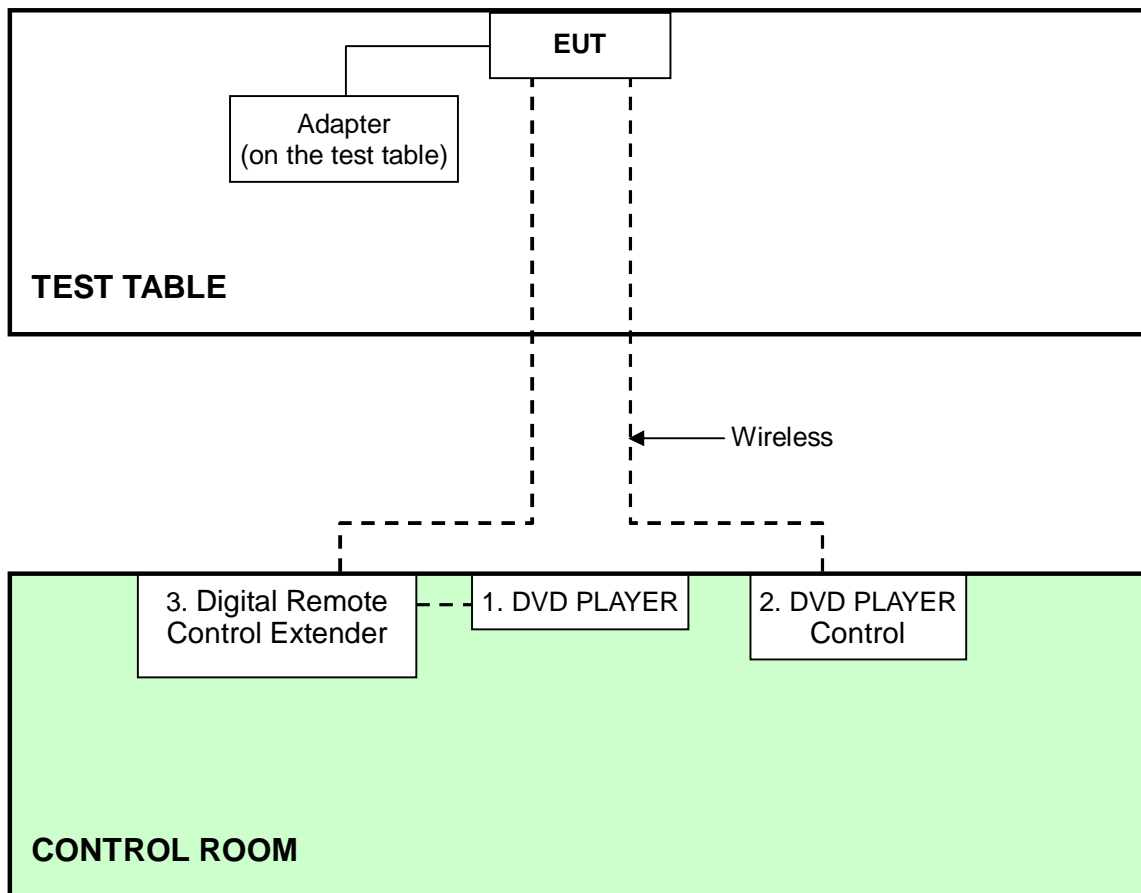 EUT
Adapter
(on the test table)
TEST TABLE
Wireless
3. Digital Remote
Control Extender
1. DVD PLAYER
2. DVD PLAYER
Control
CONTROL ROOM